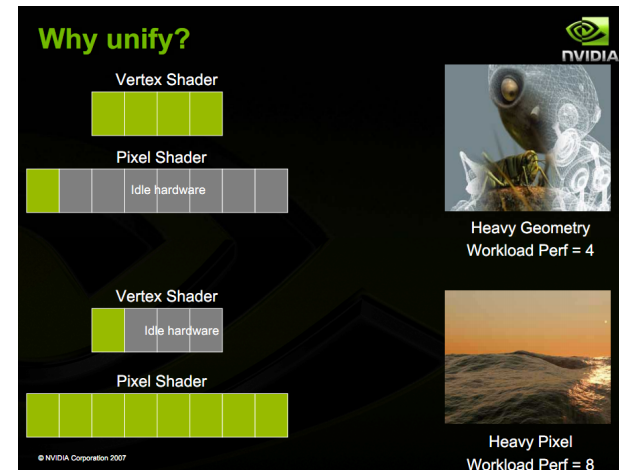 Why unify?
NVIDIA
Vertex Shader
Pixel Shader
Idle hardware
Heavy Geometry
Workload Perf = 4
Vertex Shader
Idle hardware
Pixel Shader
Heavy Pixel
Workload Perf = 8
© NVIDIA Corporation 2007